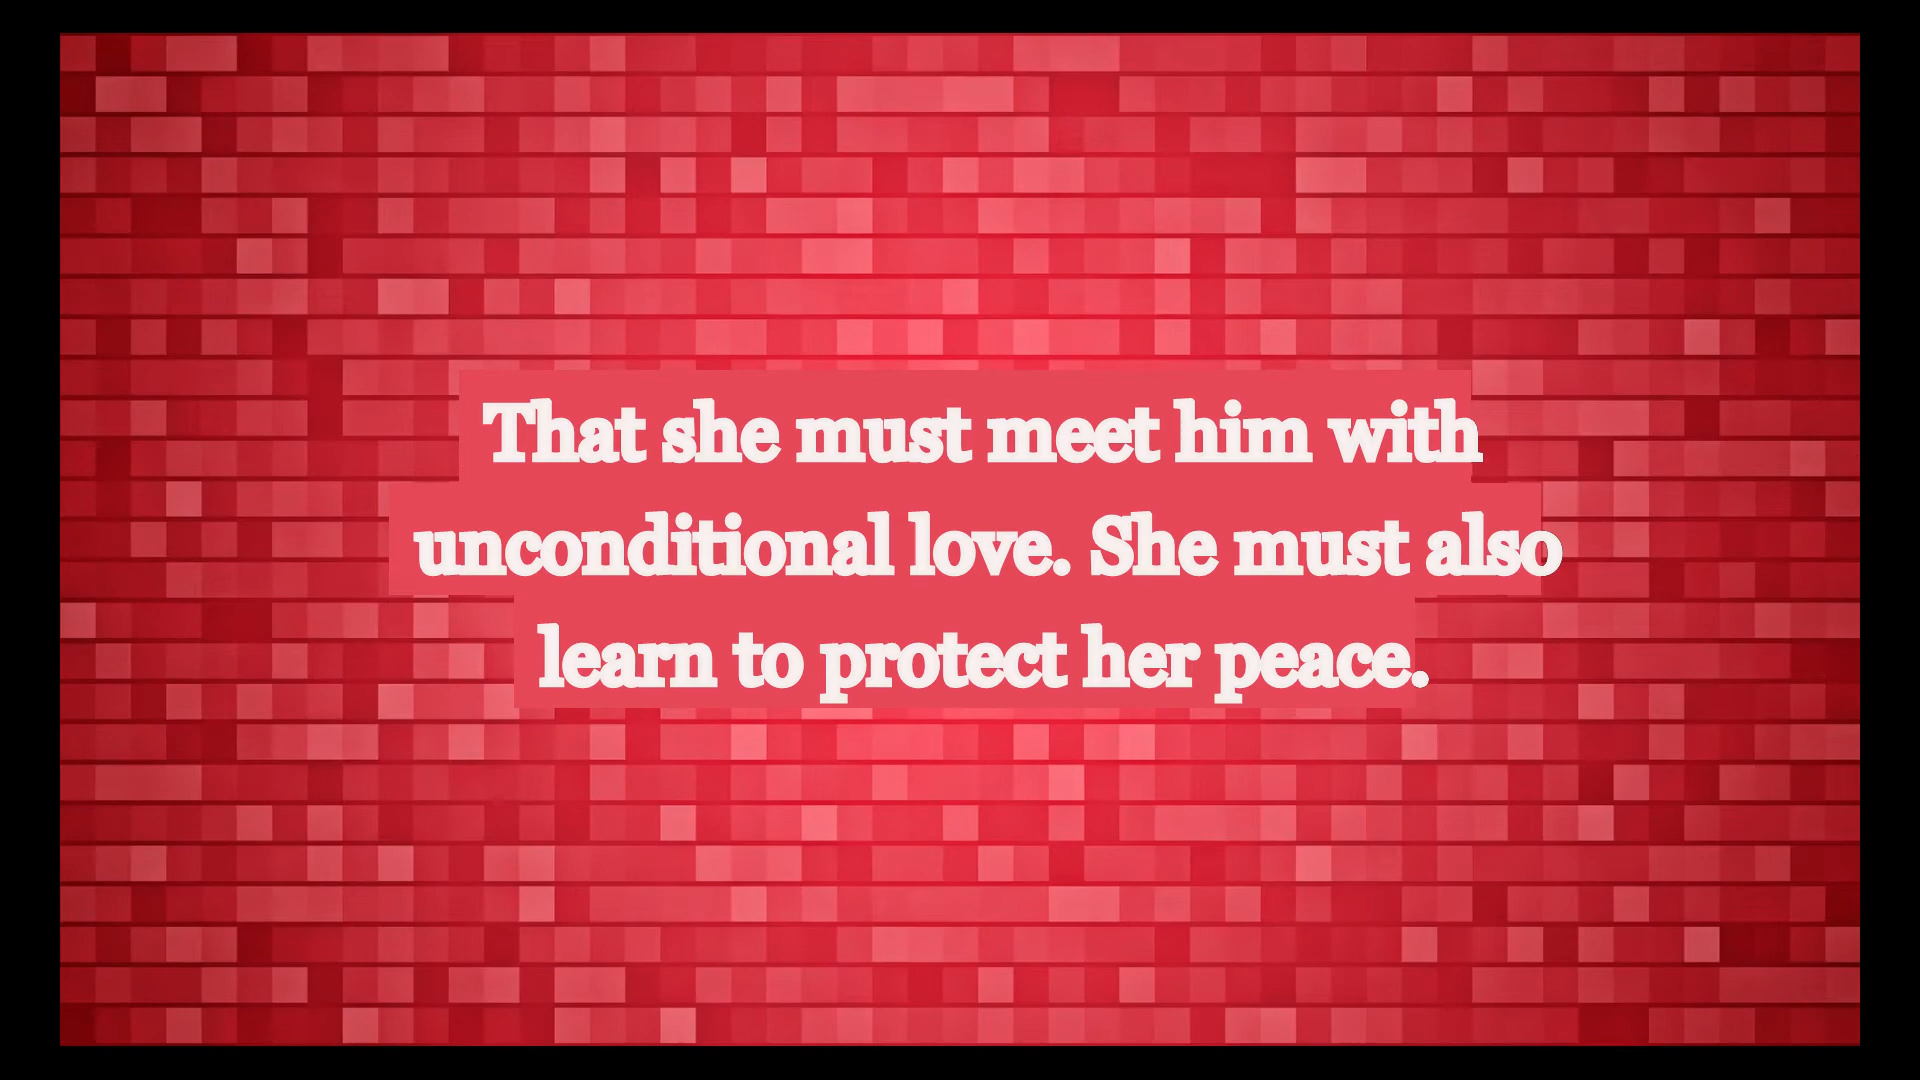 That she must meet him with
unconditional love. She must also
learn to protect her peace.